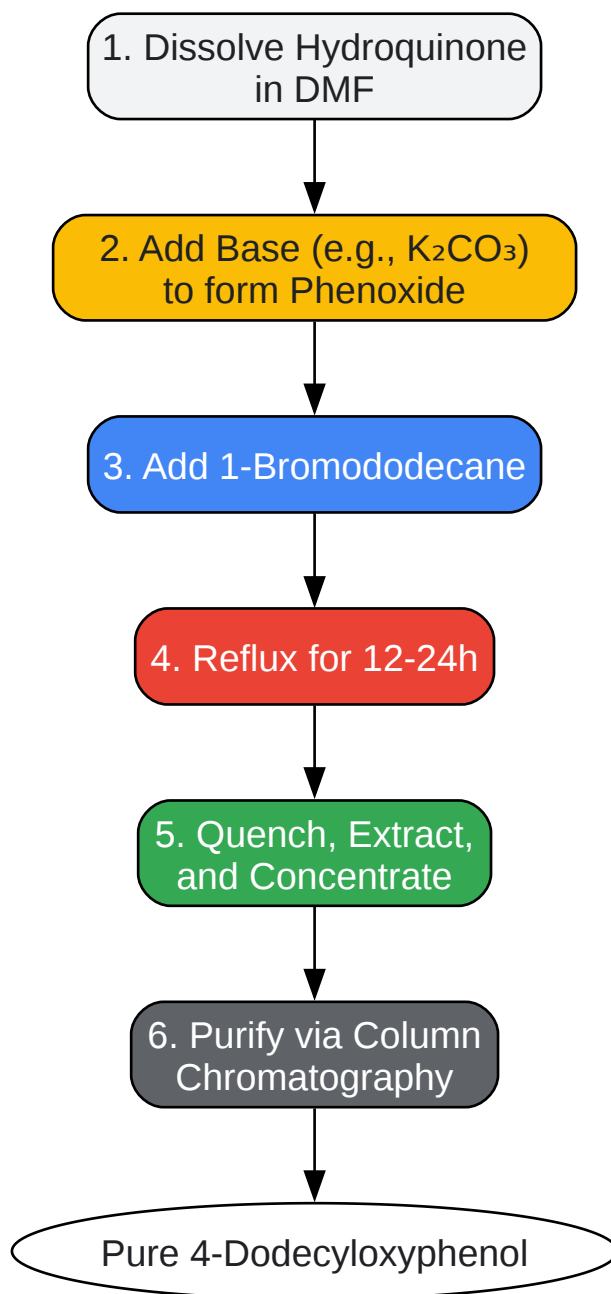 1. Dissolve Hydroquinone
in DMF
2. Add Base (e.g., K₂CO₃)
to form Phenoxide
3. Add 1-Bromododecane
4. Reflux for 12-24h
5. Quench, Extract,
and Concentrate
6. Purify via Column
Chromatography
Pure 4-Dodecyloxyphenol